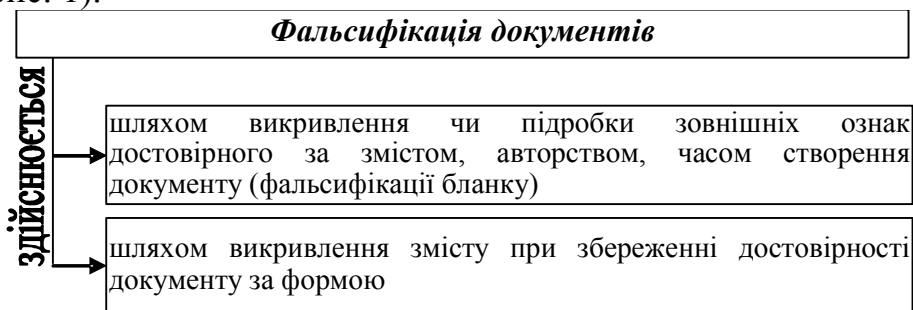 Фальсифікація документів
здійснюється
шляхом викривлення чи підробки зовнішніх ознак
достовірного за змістом, авторством, часом створення
документу (фальсифікації бланку)
шляхом викривлення змісту при збереженні достовірності
документу за формою